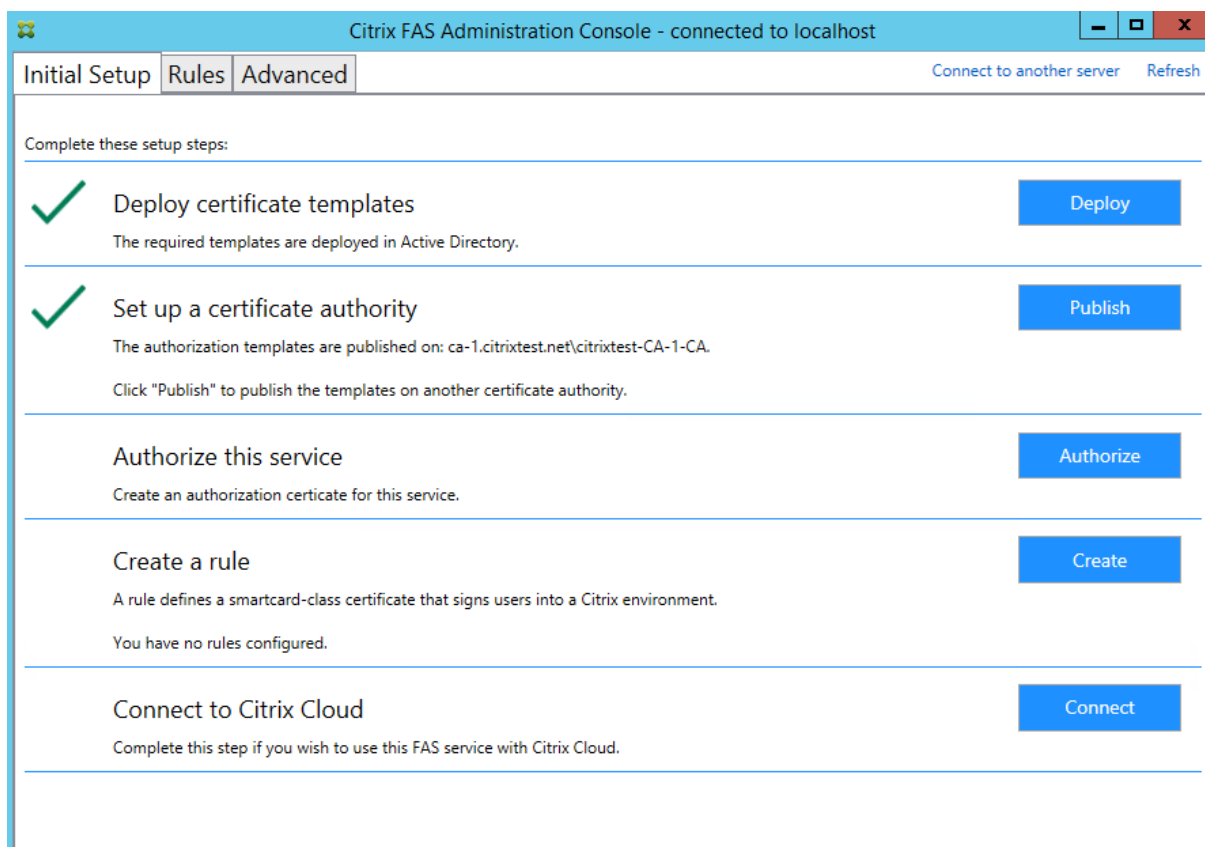 Citrix FAS Administration Console - connected to localhost
Initial Setup Rules Advanced Connect to another server Refresh
Complete these setup steps:
Deploy certificate templates Deploy
The required templates are deployed in Active Directory.
Set up a certificate authority Publish
The authorization templates are published on: ca-1.citrixtest.net\citrixtest-CA-1-CA.
Click "Publish" to publish the templates on another certificate authority.
Authorize this service Authorize
Create an authorization certicate for this service.
Create a rule Create
A rule defines a smartcard-class certificate that signs users into a Citrix environment.
You have no rules configured.
Connect to Citrix Cloud Connect
Complete this step if you wish to use this FAS service with Citrix Cloud.